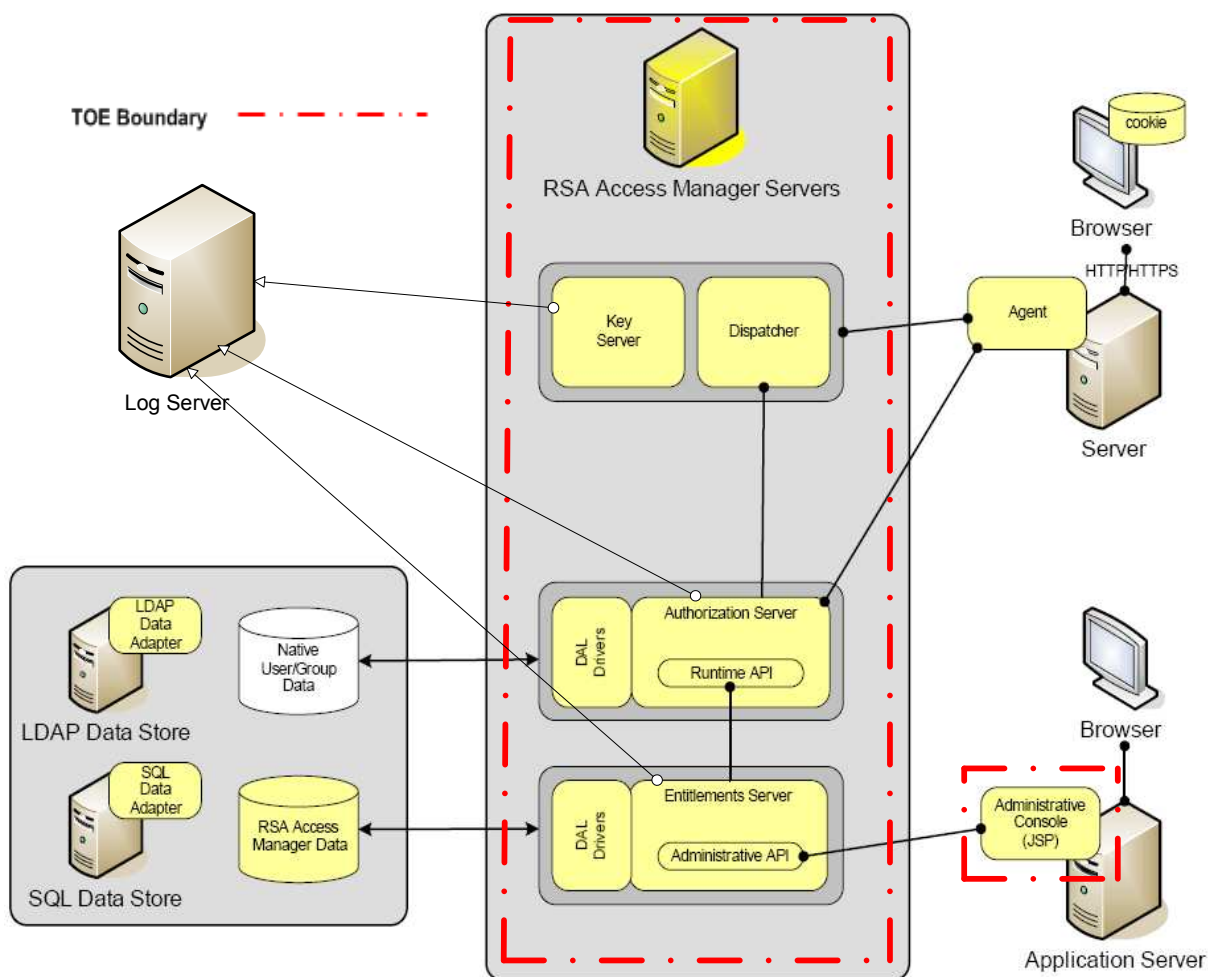 TOE Boundary
RSA Access Manager Servers
cookie
Browser
HTTP/HTTPS
Key
Server
Dispatcher
Agent
Server
Log Server
LDAP
Data
Adapter
Native
User/Group
Data
LDAP Data Store
SQL
Data
Adapter
RSA Access
Manager Data
SQL Data Store
DAL
Drivers
Authorization Server
Runtime API
DAL
Drivers
Entitlements Server
Administrative API
Browser
Administrative
Console
(JSP)
Application Server